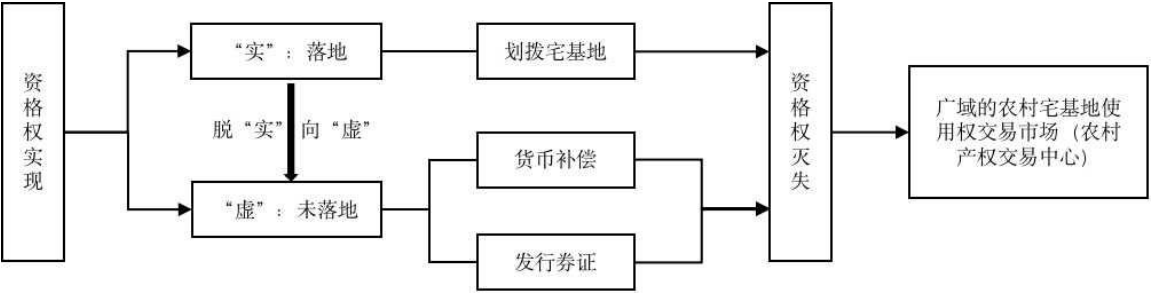 资格权实现
“实”：落地
划拨宅基地
脱“实”向“虚”
货币补偿
“虚”：未落地
发行券证
资格权灭失
广域的农村宅基地使
用权交易市场（农村
产权交易中心）